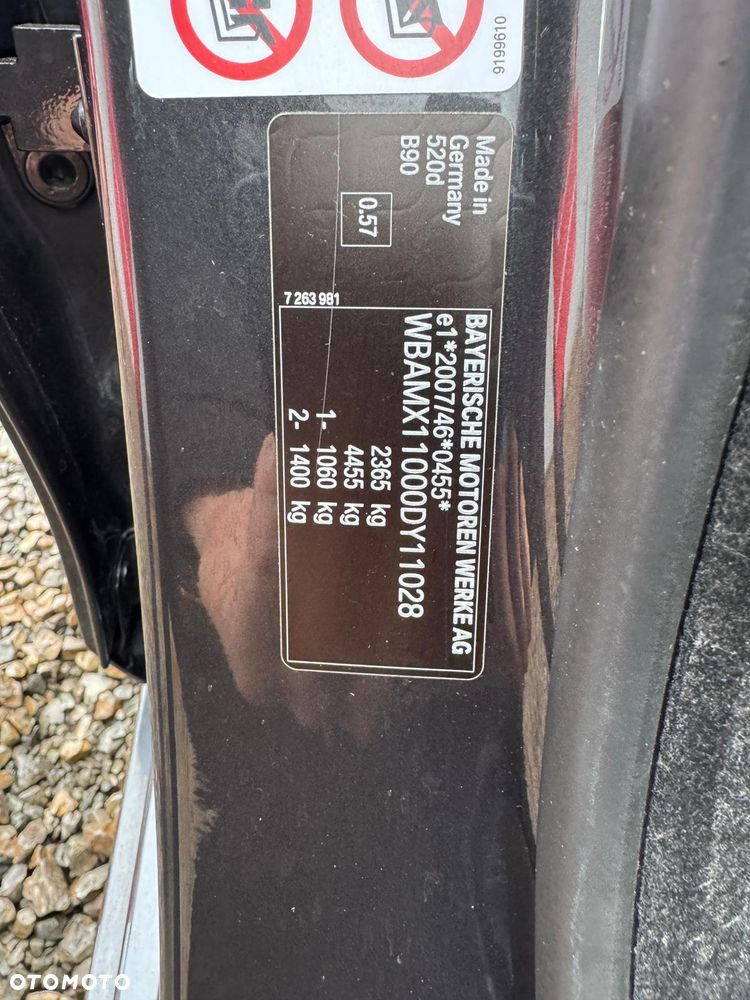 9199610
Made in
Germany
520d
B90
0.57
7 263 981
BAYERISCHE MOTOREN WERKE AG
e1*2007/46*0455*
WBAMX11000DY11028
2365 kg
4455 kg
1- 1060 kg
2- 1400 kg
OTOMOTO